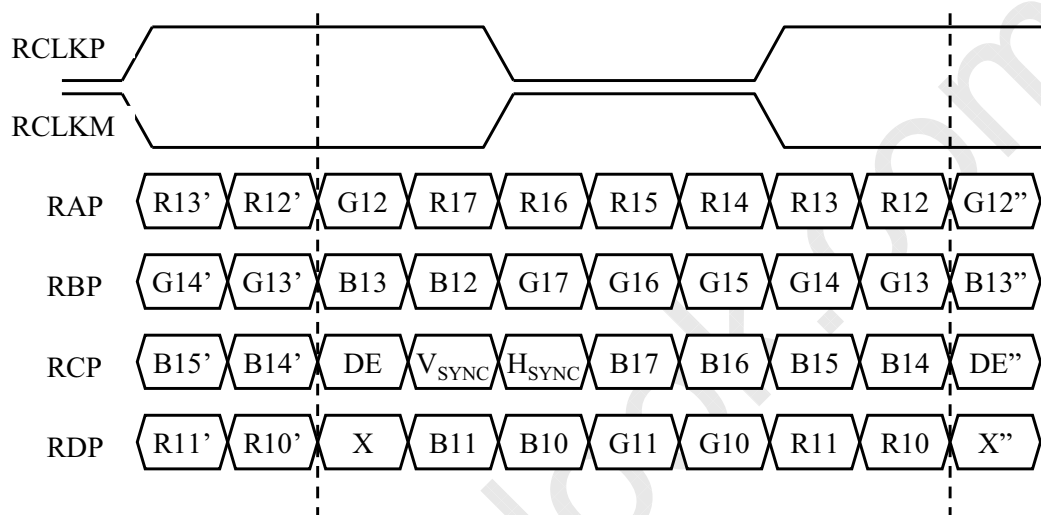 RCLKP
RCLKM
RAP R13’ R12’ G12 R17 R16 R15 R14 R13 R12 G12”
RBP G14’ G13’ B13 B12 G17 G16 G15 G14 G13 B13”
RCP B15’ B14’ DE VSYNC HSYNC B17 B16 B15 B14 DE”
RDP R11’ R10’ X B11 B10 G11 G10 R11 R10 X”